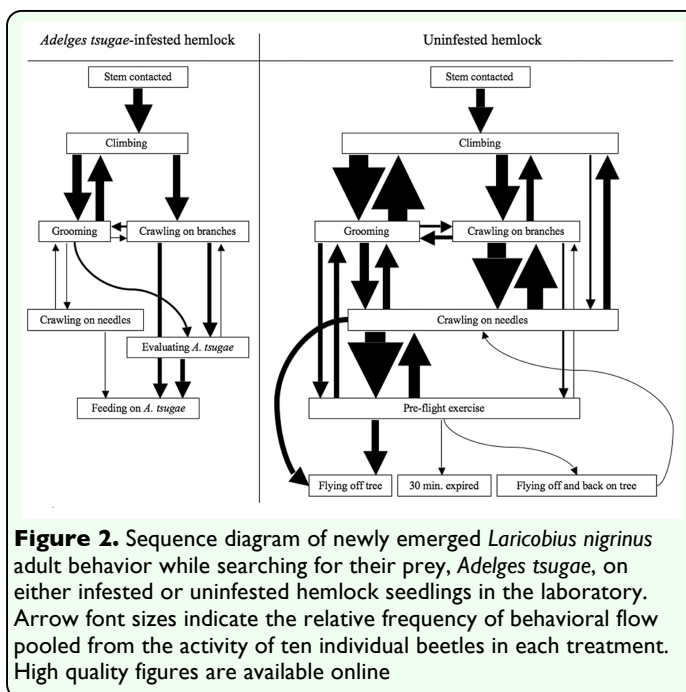 Adelges tsugae-infested hemlock
Stem contacted
Climbing
Grooming
Crawling on branches
Crawling on needles
Evaluating A. tsugae
Feeding on A. tsugae
Uninfested hemlock
Stem contacted
Climbing
Grooming
Crawling on branches
Crawling on needles
Pre-flight exercise
Flying off tree
30 min. expired
Flying off and back on tree
Figure 2. Sequence diagram of newly emerged Laricobius nigrinus
adult behavior while searching for their prey, Adelges tsugae, on
either infested or uninfested hemlock seedlings in the laboratory.
Arrow font sizes indicate the relative frequency of behavioral flow
pooled from the activity of ten individual beetles in each treatment.
High quality figures are available online